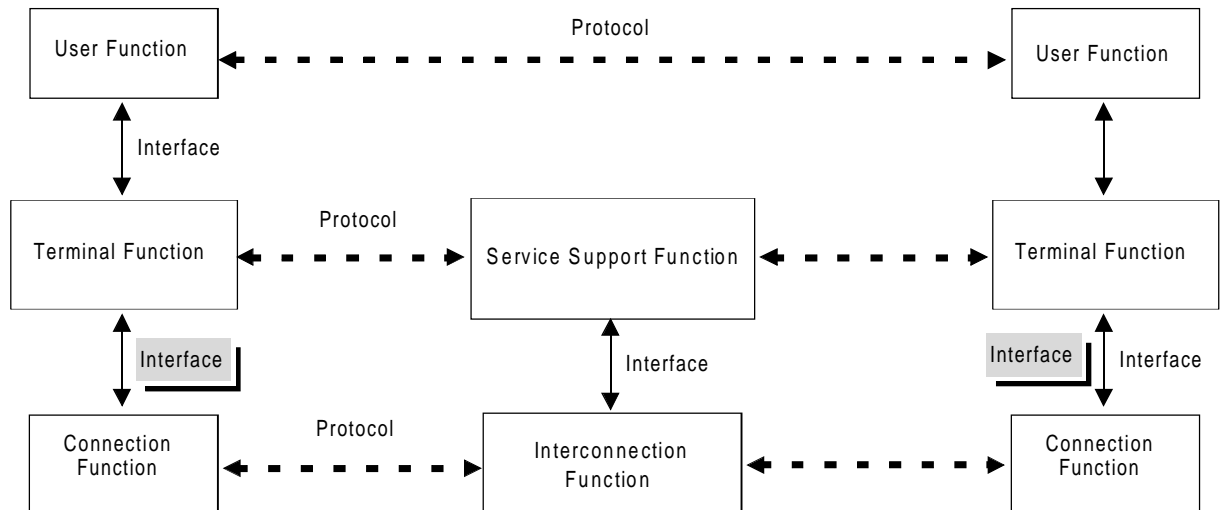 Protocol
User Function
User Function
Interface
Protocol
Terminal Function
Service Support Function
Terminal Function
Interface
Interface
Interface
Interface
Protocol
Connection
Function
Interconnection
Function
Connection
Function